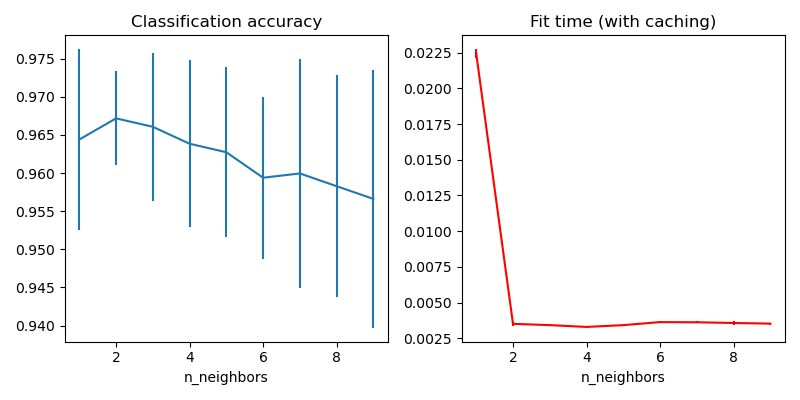 Classification accuracy
0.975
0.970
0.965
0.960
0.955
0.950
0.945
0.940
2 4 6 8
n_neighbors
Fit time (with caching)
0.0225
0.0200
0.0175
0.0150
0.0125
0.0100
0.0075
0.0050
0.0025
2 4 6 8
n_neighbors